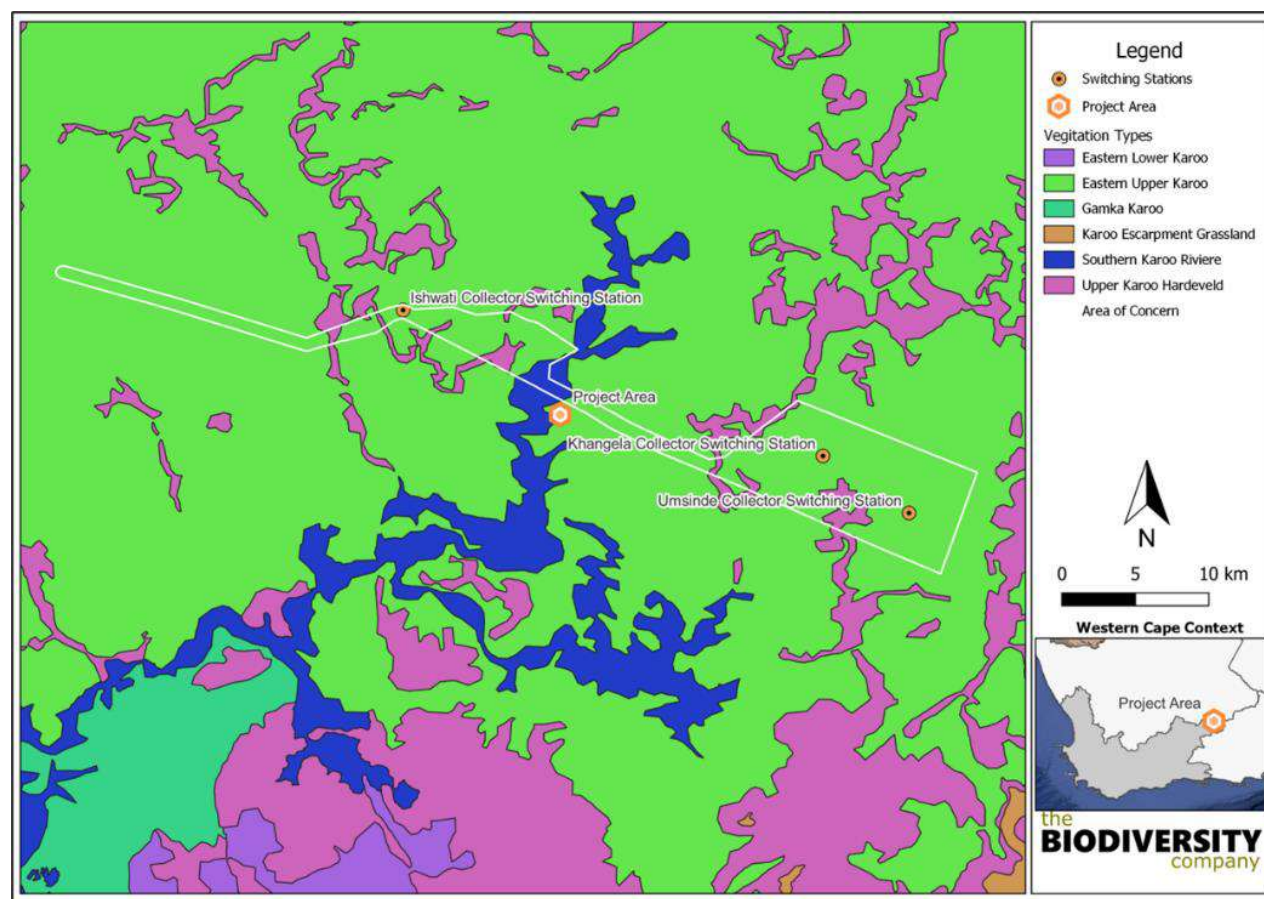 Ishwati Collector Switching Station
Project Area
Khangela Collector Switching Station
Umsinde Collector Switching Station
Legend
Switching Stations
Project Area
Vegitation Types
Eastern Lower Karoo
Eastern Upper Karoo
Gamka Karoo
Karoo Escarpment Grassland
Southern Karoo Riviere
Upper Karoo Hardeveld
Area of Concern
N
0 5 10 km
Western Cape Context
Project Area
the
BIODIVERSITY
company